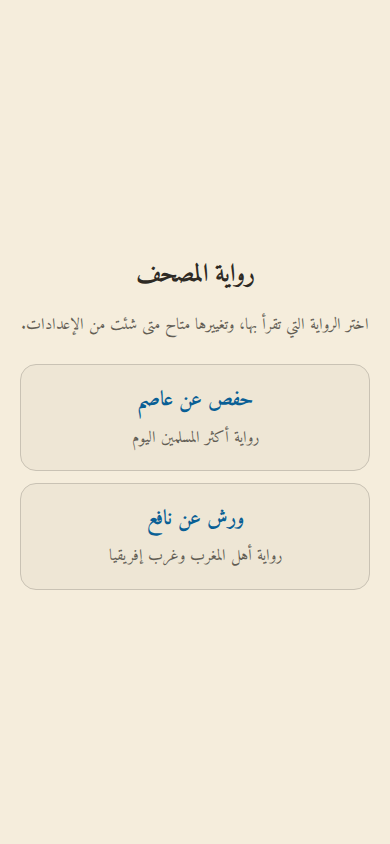 رواية المصحف
اختر الرواية التي تقرأ بها، وتغييرها متاح متى شئت من الإعدادات.
حفص عن عاصم
رواية أكثر المسلمين اليوم
ورش عن نافع
رواية أهل المغرب وغرب إفريقيا